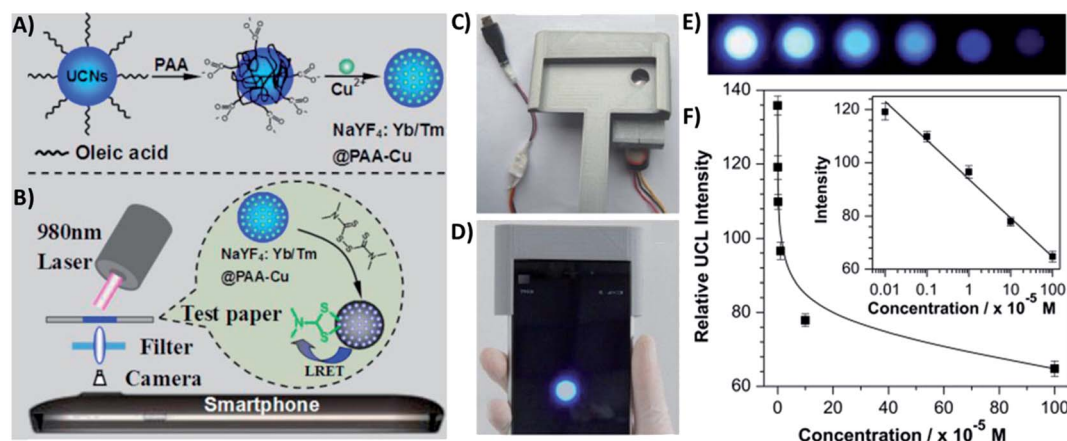 A)
UCNs
PAA
Cu2+
NaYF4: Yb/Tm
@PAA-Cu
Oleic acid
B)
980nm
Laser
NaYF4: Yb/Tm
@PAA-Cu
Test paper
LRET
Filter
Camera
Smartphone
C)
D)
E)
F)
Relative UCL Intensity
140
120
100
80
60
0 20 40 60 80 100
Concentration / x 10-5 M
Intensity
120
100
80
60
0.01 0.1 1 10 100
Concentration / x 10-5 M